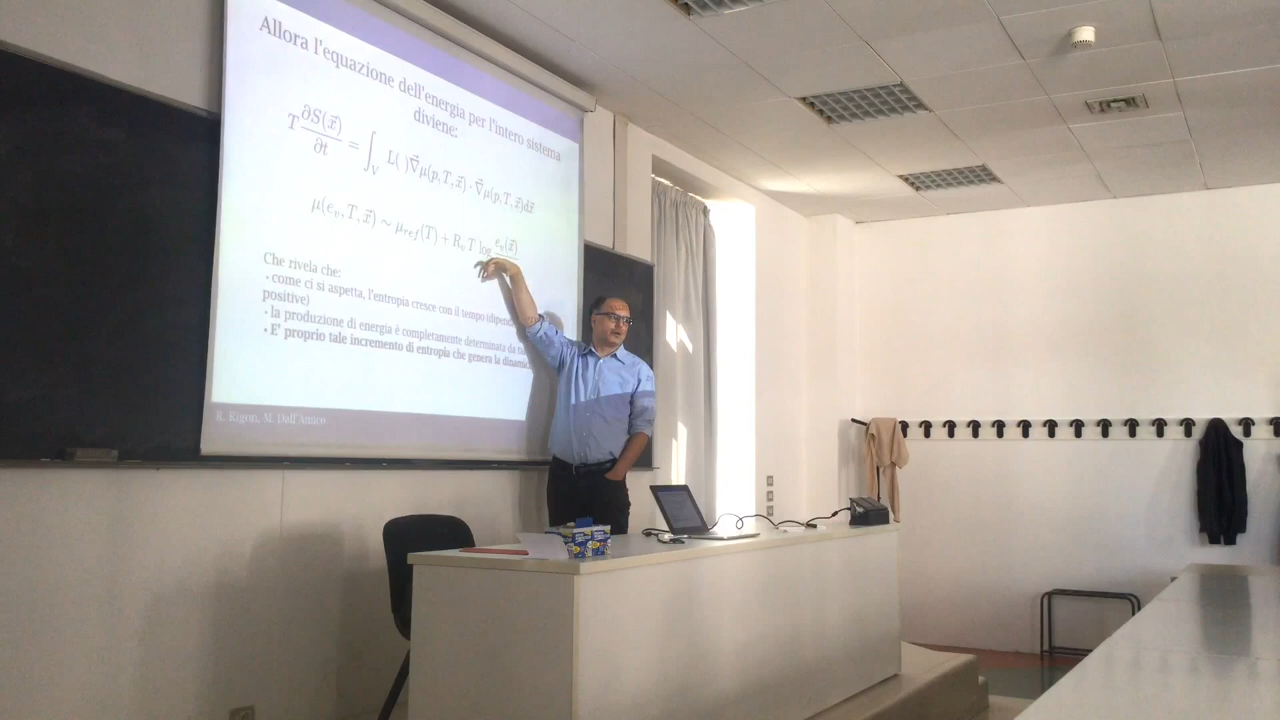 Allora l'equazione dell'energia per l'intero sistema
diviene:
T ∂S(x⃗)/∂t = ∫_V L( )∇⃗μ(p, T, x⃗) · ∇⃗μ(p, T, x⃗)dx⃗
μ(e_v, T, x⃗) ∼ μ_ref(T) + R_v T log e_v(x⃗)
Che rivela che:
- come ci si aspetta, l'entropia cresce con il tempo
positive)
- la produzione di energia è completamente determinata da
- E' proprio tale incremento di entropia che genera la
R. Rigon, M. Dall'Amico